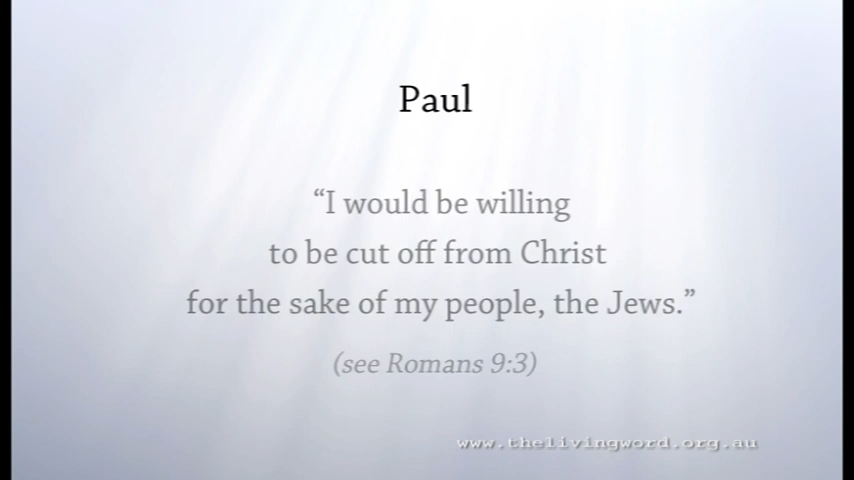 Paul
“I would be willing
to be cut off from Christ
for the sake of my people, the Jews.”
(see Romans 9:3)
www.thelivingword.org.au